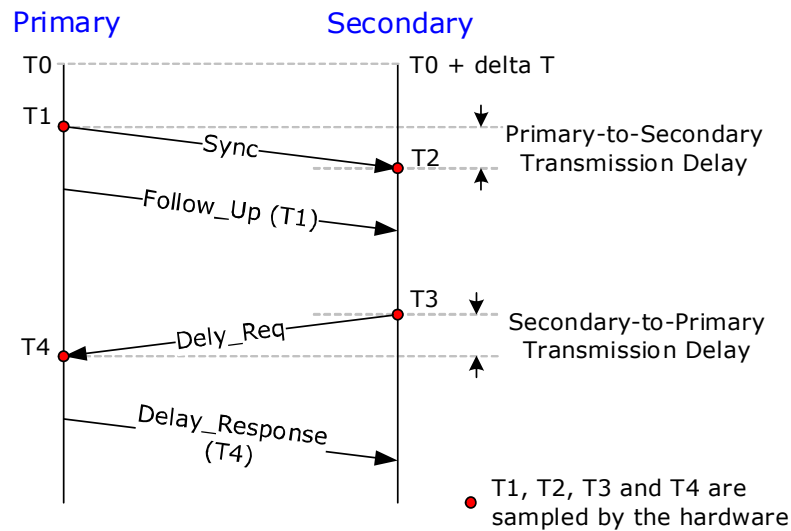 Primary
Secondary
T0
T0 + delta T
T1
Sync
T2
Primary-to-Secondary
Transmission Delay
Follow_Up (T1)
T3
Dely_Req
T4
Secondary-to-Primary
Transmission Delay
Delay_Response
(T4)
T1, T2, T3 and T4 are
sampled by the hardware